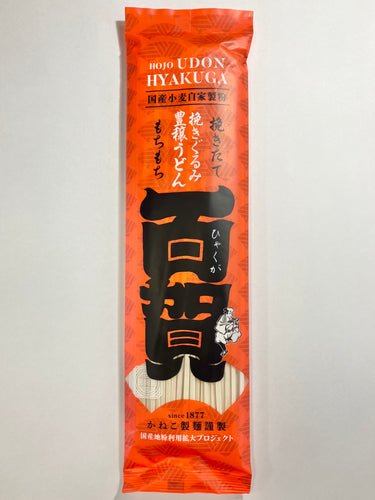 HOJO UDON
HYAKUGA
国産小麦自家製粉
挽きたて
挽きぐるみ
豊穣うどん
もちもち
百賀
ひゃくが
since1877
かねこ製麺謹製
国産地粉利用拡大プロジェクト